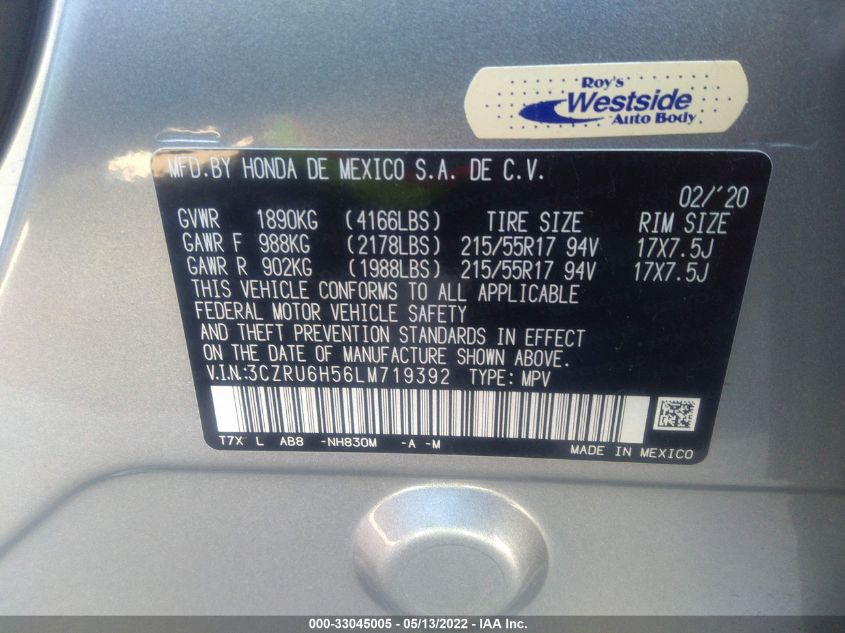 Roy's
Westside
Auto Body
MFD.BY HONDA DE MEXICO S.A. DE C.V.
02/'20
GVWR 1890KG (4166LBS) TIRE SIZE RIM SIZE
GAWR F 988KG (2178LBS) 215/55R17 94V 17X7.5J
GAWR R 902KG (1988LBS) 215/55R17 94V 17X7.5J
THIS VEHICLE CONFORMS TO ALL APPLICABLE
FEDERAL MOTOR VEHICLE SAFETY
AND THEFT PREVENTION STANDARDS IN EFFECT
ON THE DATE OF MANUFACTURE SHOWN ABOVE.
V.I.N:3CZRU6H56LM719392 TYPE: MPV
T7X L AB8 -NH830M -A -M
MADE IN MEXICO
000-33045005 - 05/13/2022 - IAA Inc.